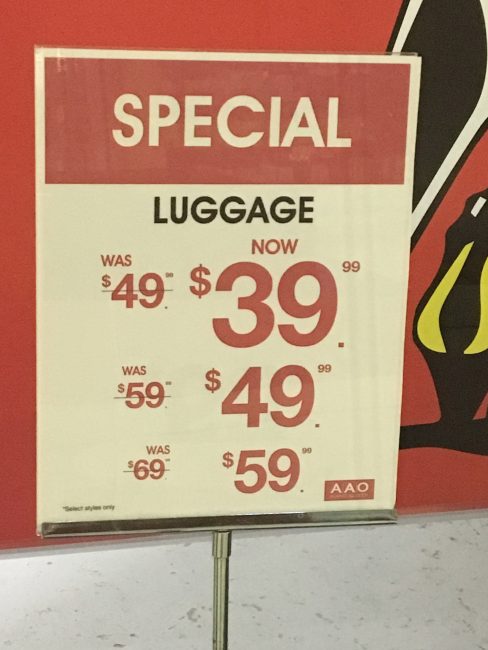 SPECIAL
LUGGAGE
WAS $49.99 NOW $39.99
WAS $59.99 $49.99
WAS $69.99 $59.99
AAO
*Select styles only